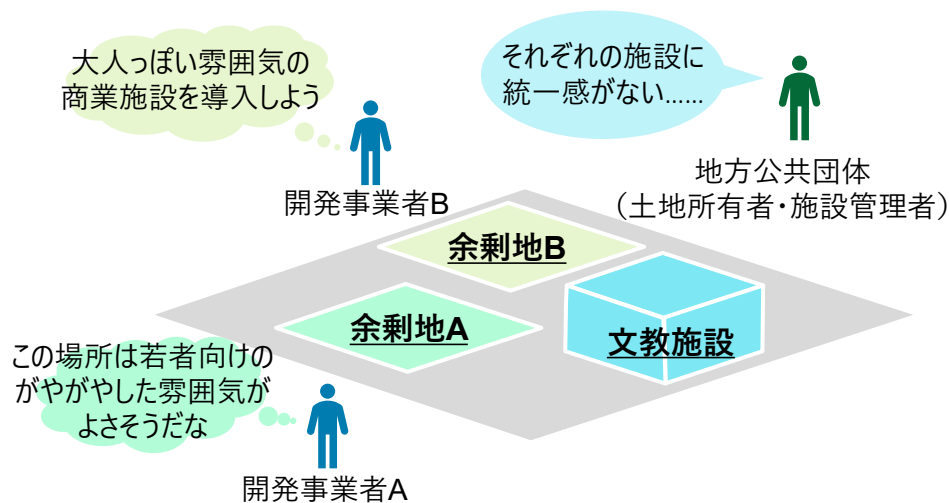 大人っぽい雰囲気の
商業施設を導入しよう
それぞれの施設に
統一感がない……
開発事業者B
地方公共団体
（土地所有者・施設管理者）
余剰地B
余剰地A
文教施設
この場所は若者向けの
がやがやした雰囲気が
よさそうだな
開発事業者A